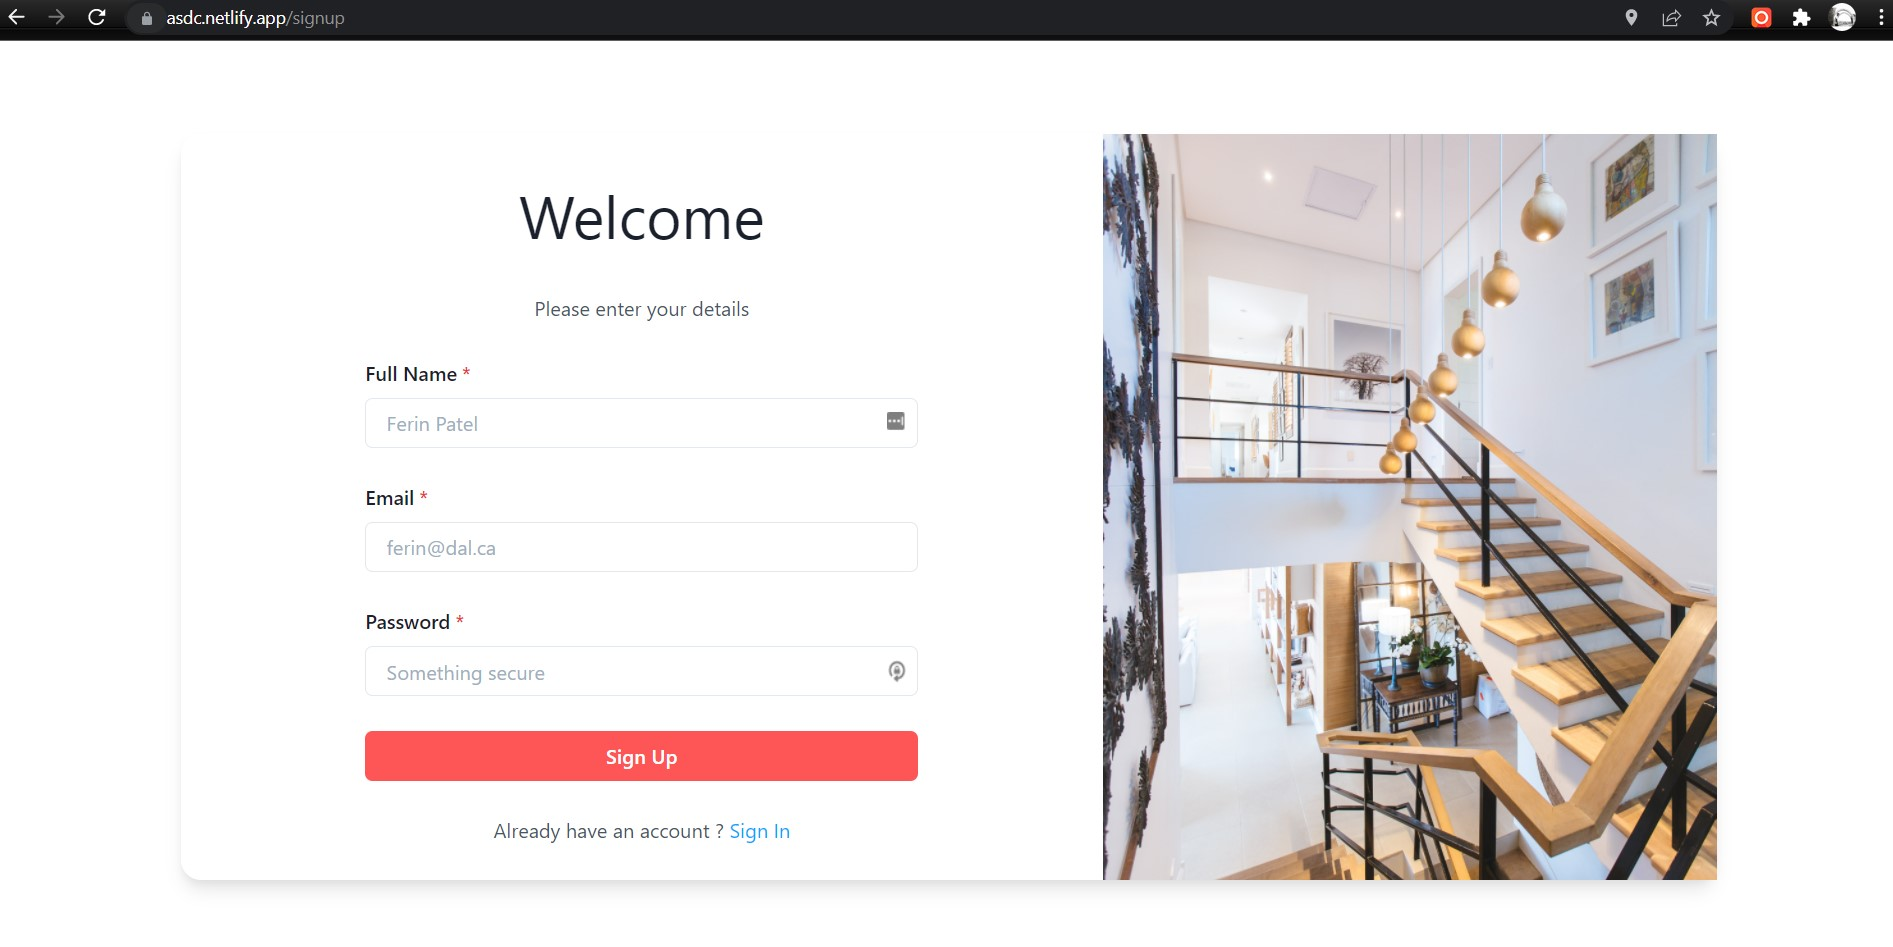 asdc.netlify.app/signup
Welcome
Please enter your details
Full Name *
Ferin Patel
Email *
ferin@dal.ca
Password *
Something secure
Sign Up
Already have an account ? Sign In